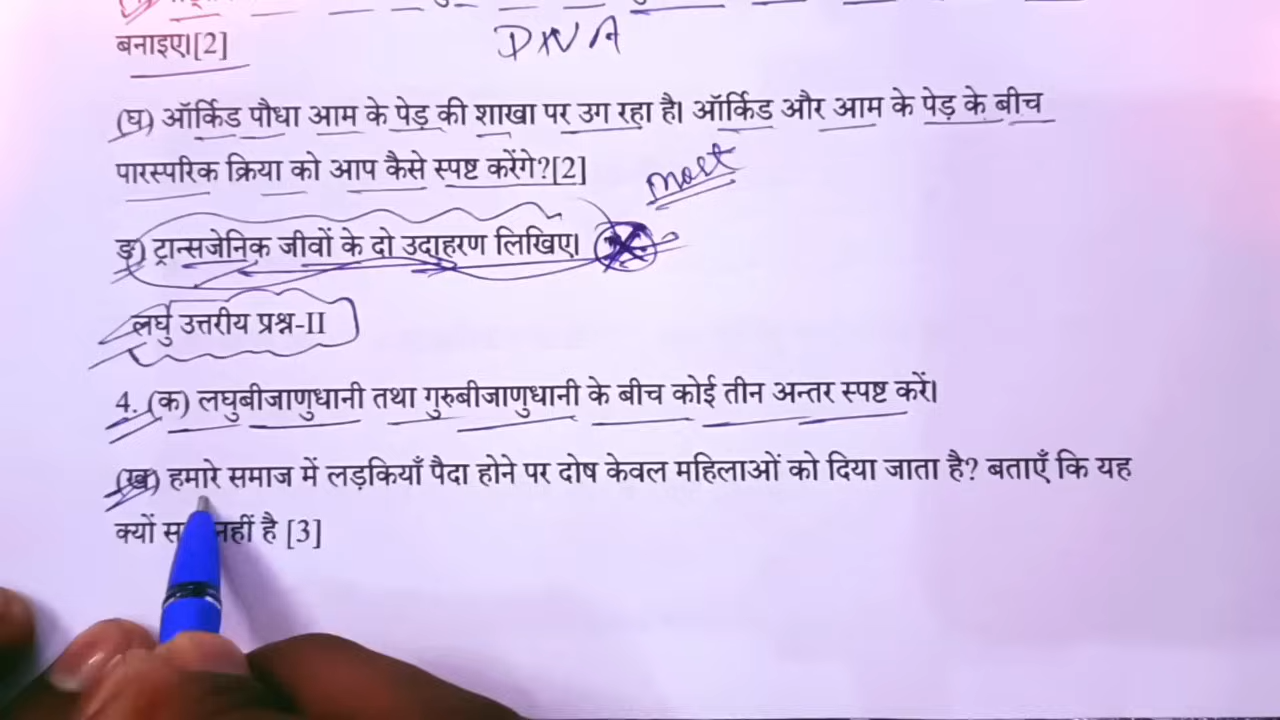 बनाइए।[2]
DNA
(घ) ऑर्किड पौधा आम के पेड़ की शाखा पर उग रहा है। ऑर्किड और आम के पेड़ के बीच
पारस्परिक क्रिया को आप कैसे स्पष्ट करेंगे?[2]
most
ङ) ट्रान्सजेनिक जीवों के दो उदाहरण लिखिए।
लघु उत्तरीय प्रश्न-II
4. (क) लघुबीजाणुधानी तथा गुरुबीजाणुधानी के बीच कोई तीन अन्तर स्पष्ट करें।
(ख) हमारे समाज में लड़कियाँ पैदा होने पर दोष केवल महिलाओं को दिया जाता है? बताएँ कि यह
क्यों नहीं है [3]